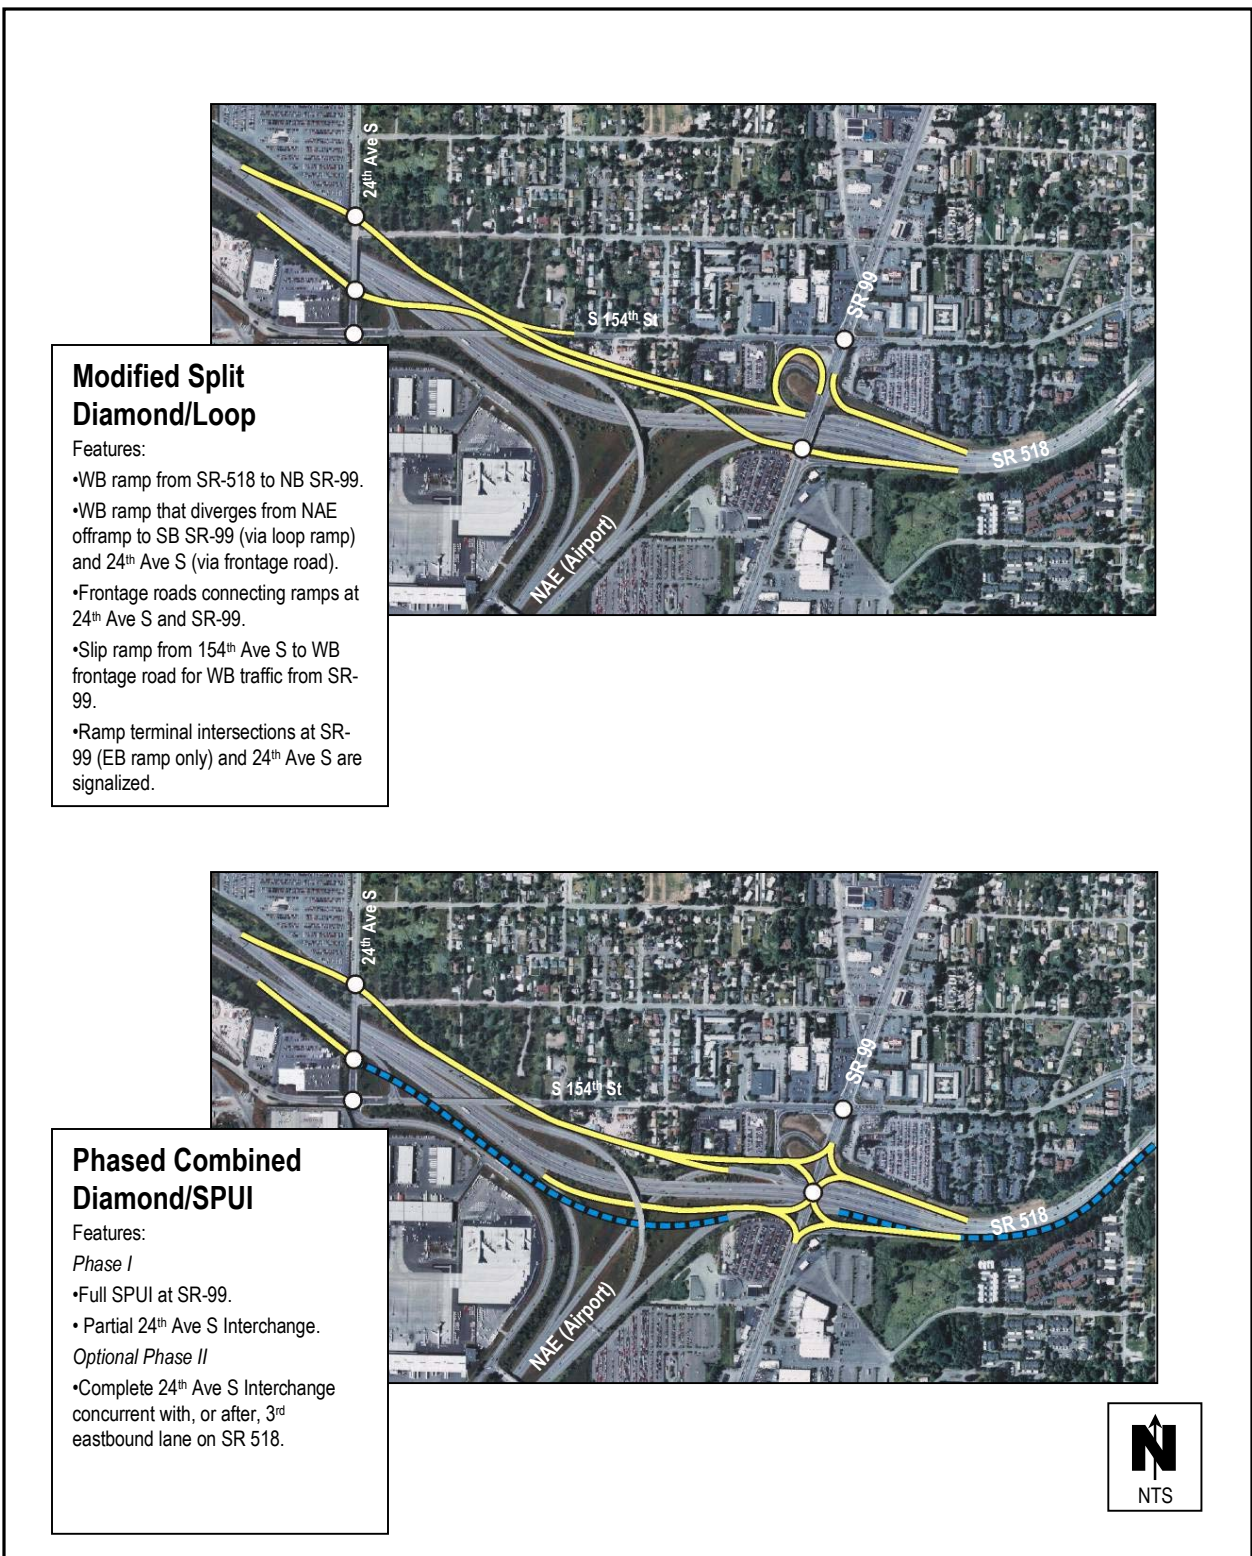 24th Ave S
SR 99
S 154th St
SR 518
NAE (Airport)
Modified Split
Diamond/Loop
Features:
•WB ramp from SR-518 to NB SR-99.
•WB ramp that diverges from NAE
offramp to SB SR-99 (via loop ramp)
and 24th Ave S (via frontage road).
•Frontage roads connecting ramps at
24th Ave S and SR-99.
•Slip ramp from 154th Ave S to WB
frontage road for WB traffic from SR-
99.
•Ramp terminal intersections at SR-
99 (EB ramp only) and 24th Ave S are
signalized.
24th Ave S
SR 99
S 154th St
SR 518
NAE (Airport)
Phased Combined
Diamond/SPUI
Features:
Phase I
•Full SPUI at SR-99.
• Partial 24th Ave S Interchange.
Optional Phase II
•Complete 24th Ave S Interchange
concurrent with, or after, 3rd
eastbound lane on SR 518.
N
NTS